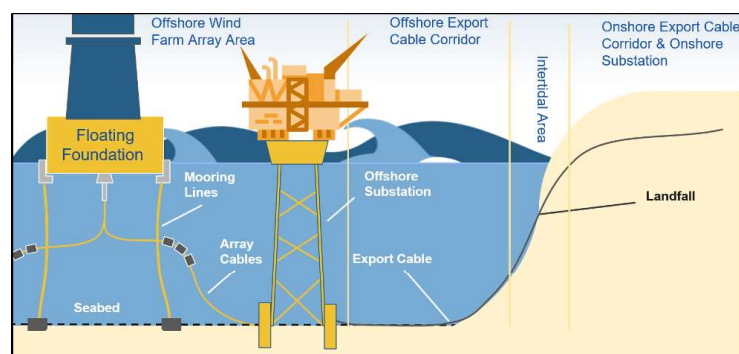 Offshore Wind
Farm Array Area
Offshore Export
Cable Corridor
Intertidal Area
Onshore Export Cable
Corridor & Onshore
Substation
Floating
Foundation
Mooring
Lines
Offshore
Substation
Landfall
Array
Cables
Export Cable
Seabed